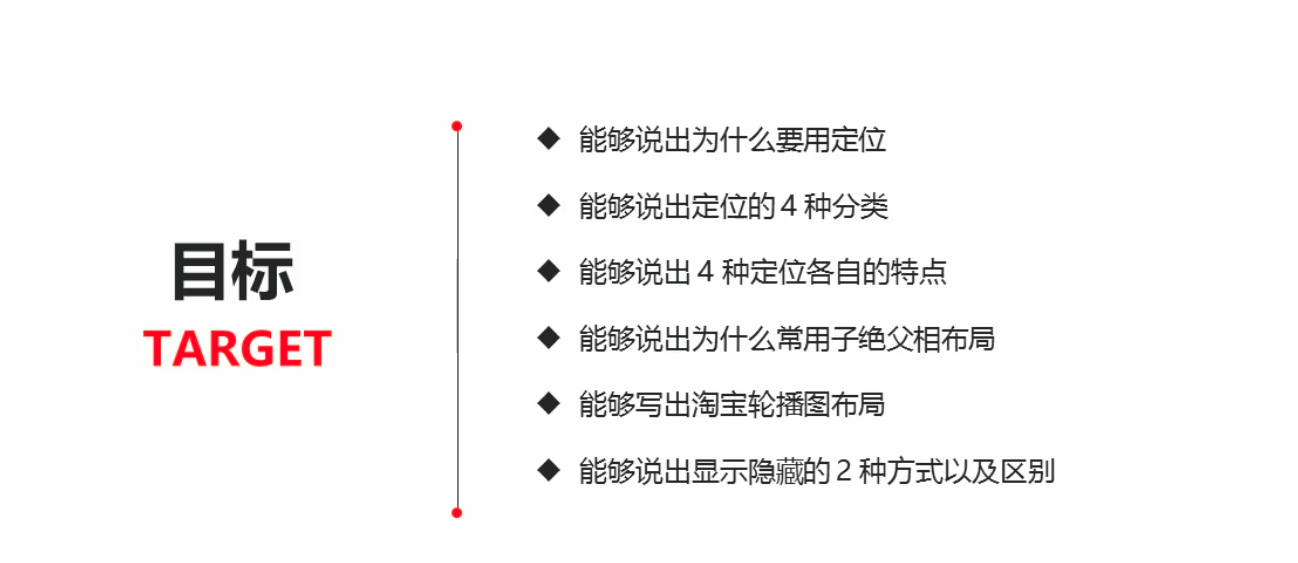 目标
TARGET
◆ 能够说出为什么要用定位
◆ 能够说出定位的 4 种分类
◆ 能够说出 4 种定位各自的特点
◆ 能够说出为什么常用子绝父相布局
◆ 能够写出淘宝轮播图布局
◆ 能够说出显示隐藏的 2 种方式以及区别